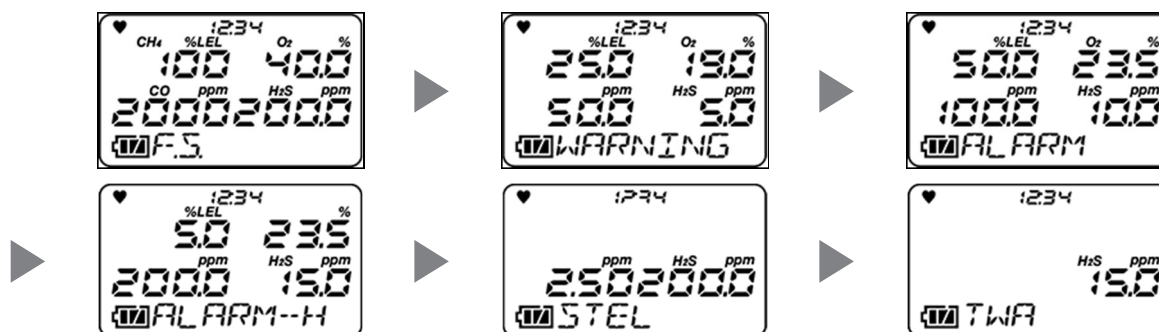 12:34
CH₄ %LEL O₂ %
100 40.0
CO ppm H₂S ppm
2000 200.0
F.S.
12:34
%LEL O₂ %
25.0 19.0
ppm H₂S ppm
50.0 5.0
WARNING
12:34
%LEL O₂ %
50.0 23.5
ppm H₂S ppm
100.0 10.0
ALARM
12:34
%LEL %
5.0 23.5
ppm H₂S ppm
200.0 15.0
ALARM--H
ppm H₂S ppm
2.50 200.0
STEL
12:34
H₂S ppm
15.0
TWA